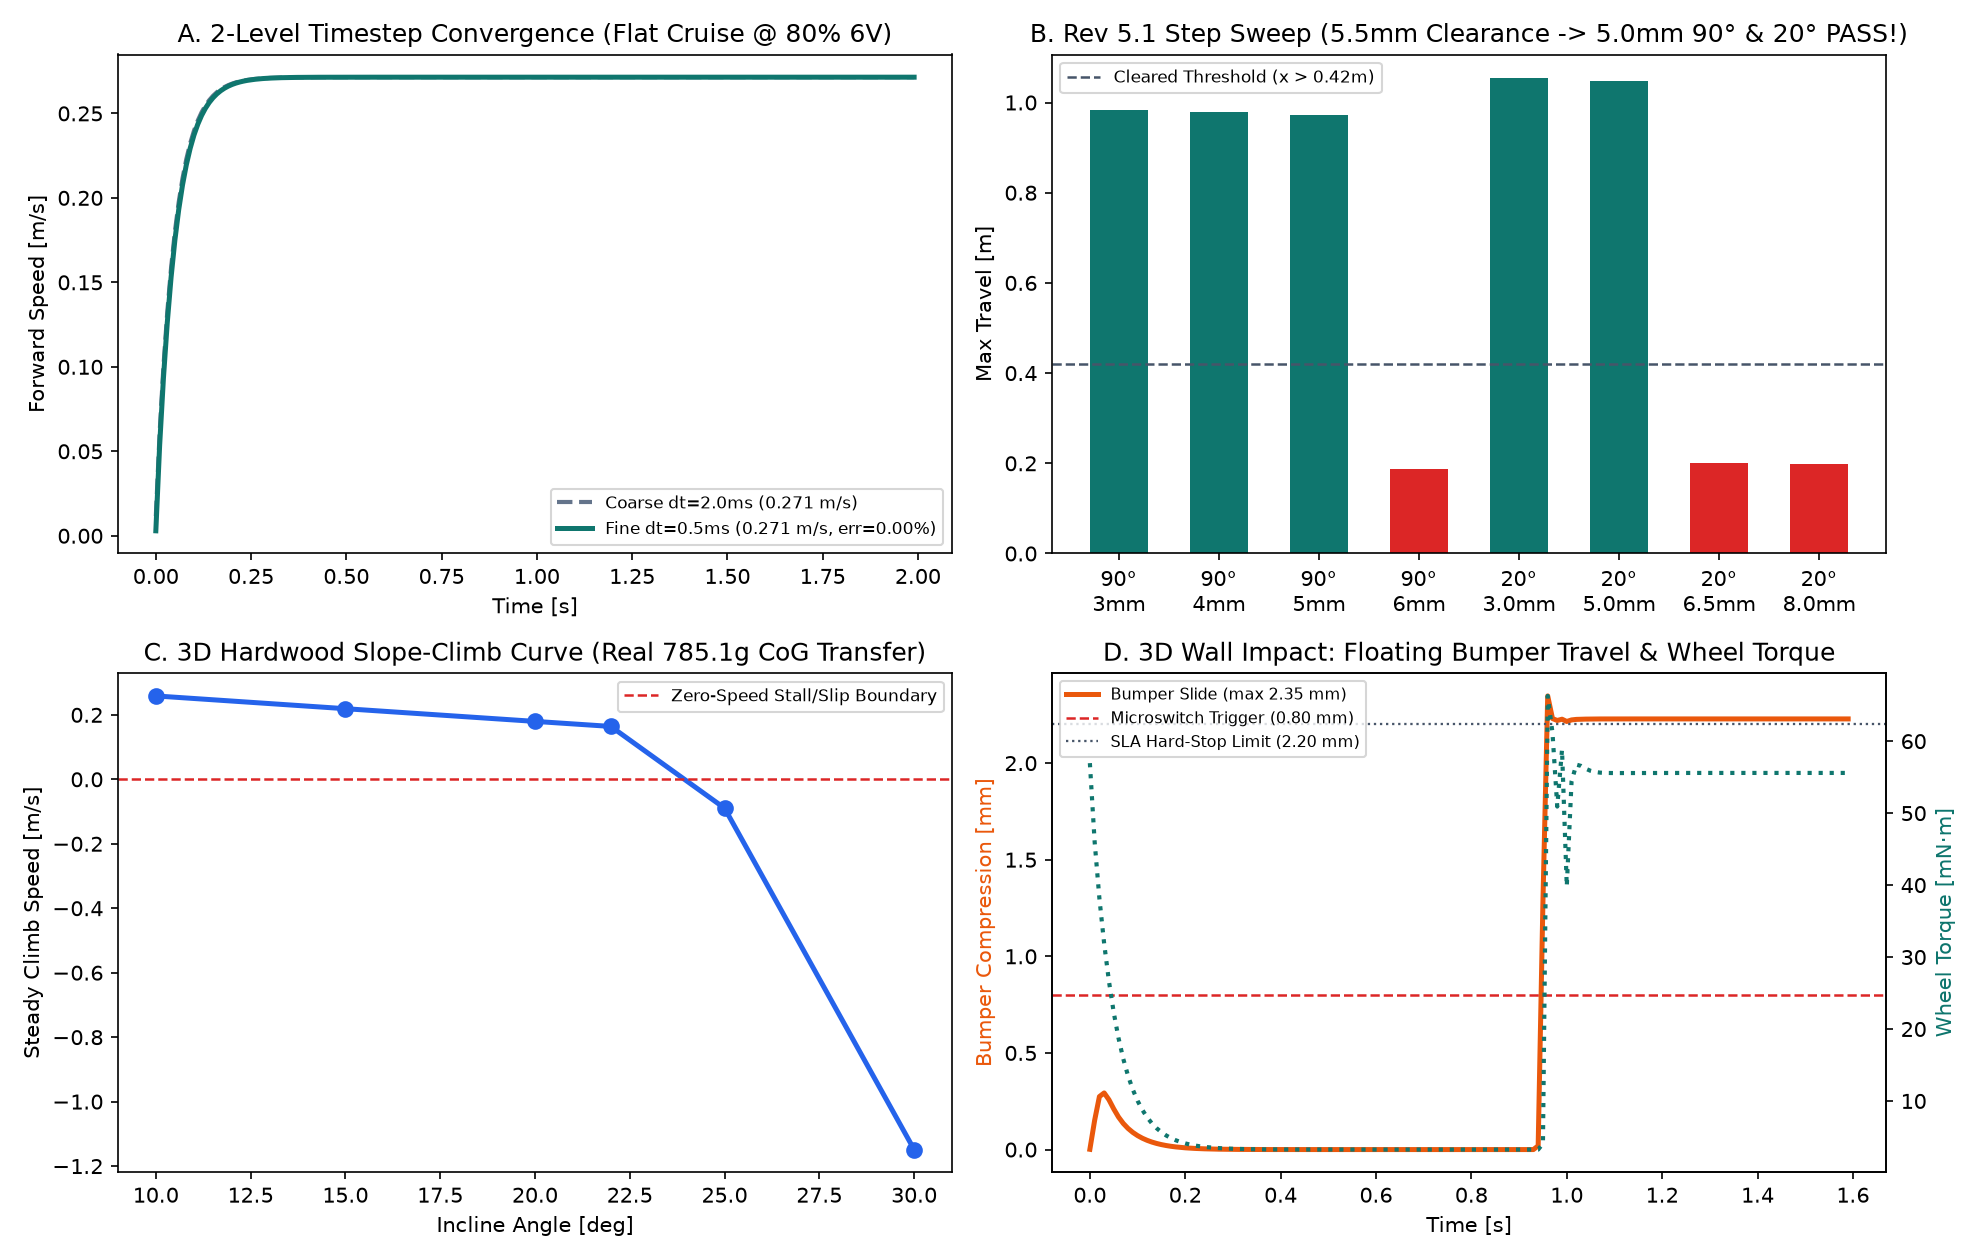 A. 2-Level Timestep Convergence (Flat Cruise @ 80% 6V)
Forward Speed [m/s]
0.25
0.20
0.15
0.10
0.05
0.00
Coarse dt=2.0ms (0.271 m/s)
Fine dt=0.5ms (0.271 m/s, err=0.00%)
0.00 0.25 0.50 0.75 1.00 1.25 1.50 1.75 2.00
Time [s]
B. Rev 5.1 Step Sweep (5.5mm Clearance -> 5.0mm 90° & 20° PASS!)
Max Travel [m]
Cleared Threshold (x > 0.42m)
1.0
0.8
0.6
0.4
0.2
0.0
90° 90° 90° 90° 20° 20° 20° 20°
3mm 4mm 5mm 6mm 3.0mm 5.0mm 6.5mm 8.0mm
C. 3D Hardwood Slope-Climb Curve (Real 785.1g CoG Transfer)
Steady Climb Speed [m/s]
Zero-Speed Stall/Slip Boundary
0.2
0.0
−0.2
−0.4
−0.6
−0.8
−1.0
−1.2
10.0 12.5 15.0 17.5 20.0 22.5 25.0 27.5 30.0
Incline Angle [deg]
D. 3D Wall Impact: Floating Bumper Travel & Wheel Torque
Bumper Compression [mm]
Bumper Slide (max 2.35 mm)
Microswitch Trigger (0.80 mm)
SLA Hard-Stop Limit (2.20 mm)
2.0
1.5
1.0
0.5
0.0
60
50
40
30
20
10
Wheel Torque [mN·m]
0.0 0.2 0.4 0.6 0.8 1.0 1.2 1.4 1.6
Time [s]